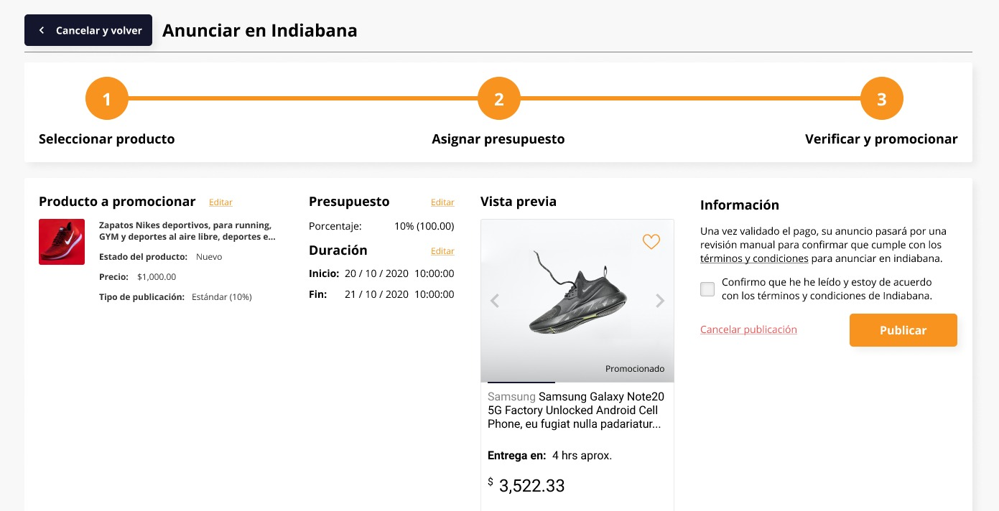 Cancelar y volver
Anunciar en Indiabana
1
2
3
Seleccionar producto
Asignar presupuesto
Verificar y promocionar
Producto a promocionar Editar
Zapatos Nikes deportivos, para running,
GYM y deportes al aire libre, deportes e...
Estado del producto: Nuevo
Precio: $1,000.00
Tipo de publicación: Estándar (10%)
Presupuesto Editar
Porcentaje: 10% (100.00)
Duración Editar
Inicio: 20 / 10 / 2020 10:00:00
Fin: 21 / 10 / 2020 10:00:00
Vista previa
Promocionado
Samsung Samsung Galaxy Note20
5G Factory Unlocked Android Cell
Phone, eu fugiat nulla padariatur...
Entrega en: 4 hrs aprox.
$ 3,522.33
Información
Una vez validado el pago, su anuncio pasará por una
revisión manual para confirmar que cumple con los
términos y condiciones para anunciar en indiabana.
Confirmo que he he leído y estoy de acuerdo
con los términos y condiciones de Indiabana.
Cancelar publicación
Publicar